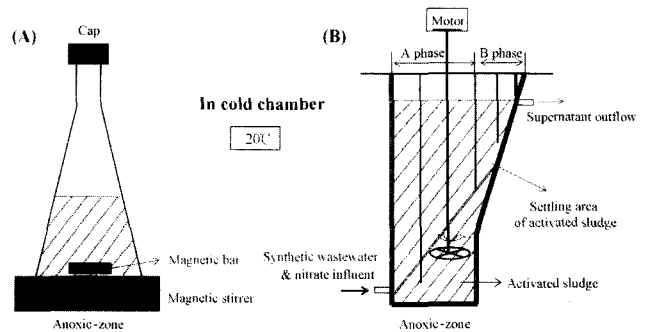 (A)
Cap
In cold chamber
20℃
Magnetic bar
Magnetic stirrer
Anoxic-zone
(B)
Motor
A phase
B phase
Supernatant outflow
Settling area
of activated sludge
Synthetic wastewater
& nitrate influent
Activated sludge
Anoxic-zone